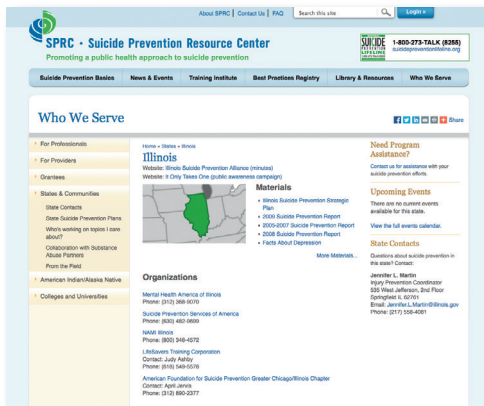 About SPRC | Contact Us | FAQ
Search this site
Login »
SPRC • Suicide Prevention Resource Center
Promoting a public health approach to suicide prevention
SUICIDE
PREVENTION
LIFELINE
1-800-273-TALK (8255)
suicidepreventionlifeline.org
Suicide Prevention Basics
News & Events
Training Institute
Best Practices Registry
Library & Resources
Who We Serve
Who We Serve
Share
For Professionals
For Providers
Grantees
States & Communities
State Contacts
State Suicide Prevention Plans
Who's working on topics I care
about?
Collaboration with Substance
Abuse Partners
From the Field
American Indian/Alaska Native
Colleges and Universities
Home » States » Illinois
Illinois
Website: Illinois Suicide Prevention Alliance (minutes)
Website: It Only Takes One (public awareness campaign)
Materials
Illinois Suicide Prevention Strategic
Plan
2009 Suicide Prevention Report
2005-2007 Suicide Prevention Report
2008 Suicide Prevention Report
Facts About Depression
More Materials...
Organizations
Mental Health America of Illinois
Phone: (312) 368-9070
Suicide Prevention Services of America
Phone: (630) 482-9699
NAMI Illinois
Phone: (800) 346-4572
LifeSavers Training Corporation
Contact: Judy Ashby
Phone: (618) 549-5578
American Foundation for Suicide Prevention Greater Chicago/Illinois Chapter
Contact: April Jervis
Phone: (312) 890-2377
Need Program
Assistance?
Contact us for assistance with your
suicide prevention efforts.
Upcoming Events
There are no current events
available for this state.
View the full events calendar.
State Contacts
Questions about suicide prevention in
this state? Contact:
Jennifer L. Martin
Injury Prevention Coordinator
535 West Jefferson, 2nd Floor
Springfield IL 62761
Email: Jennifer.L.Martin@Illinois.gov
Phone: (217) 558-4081